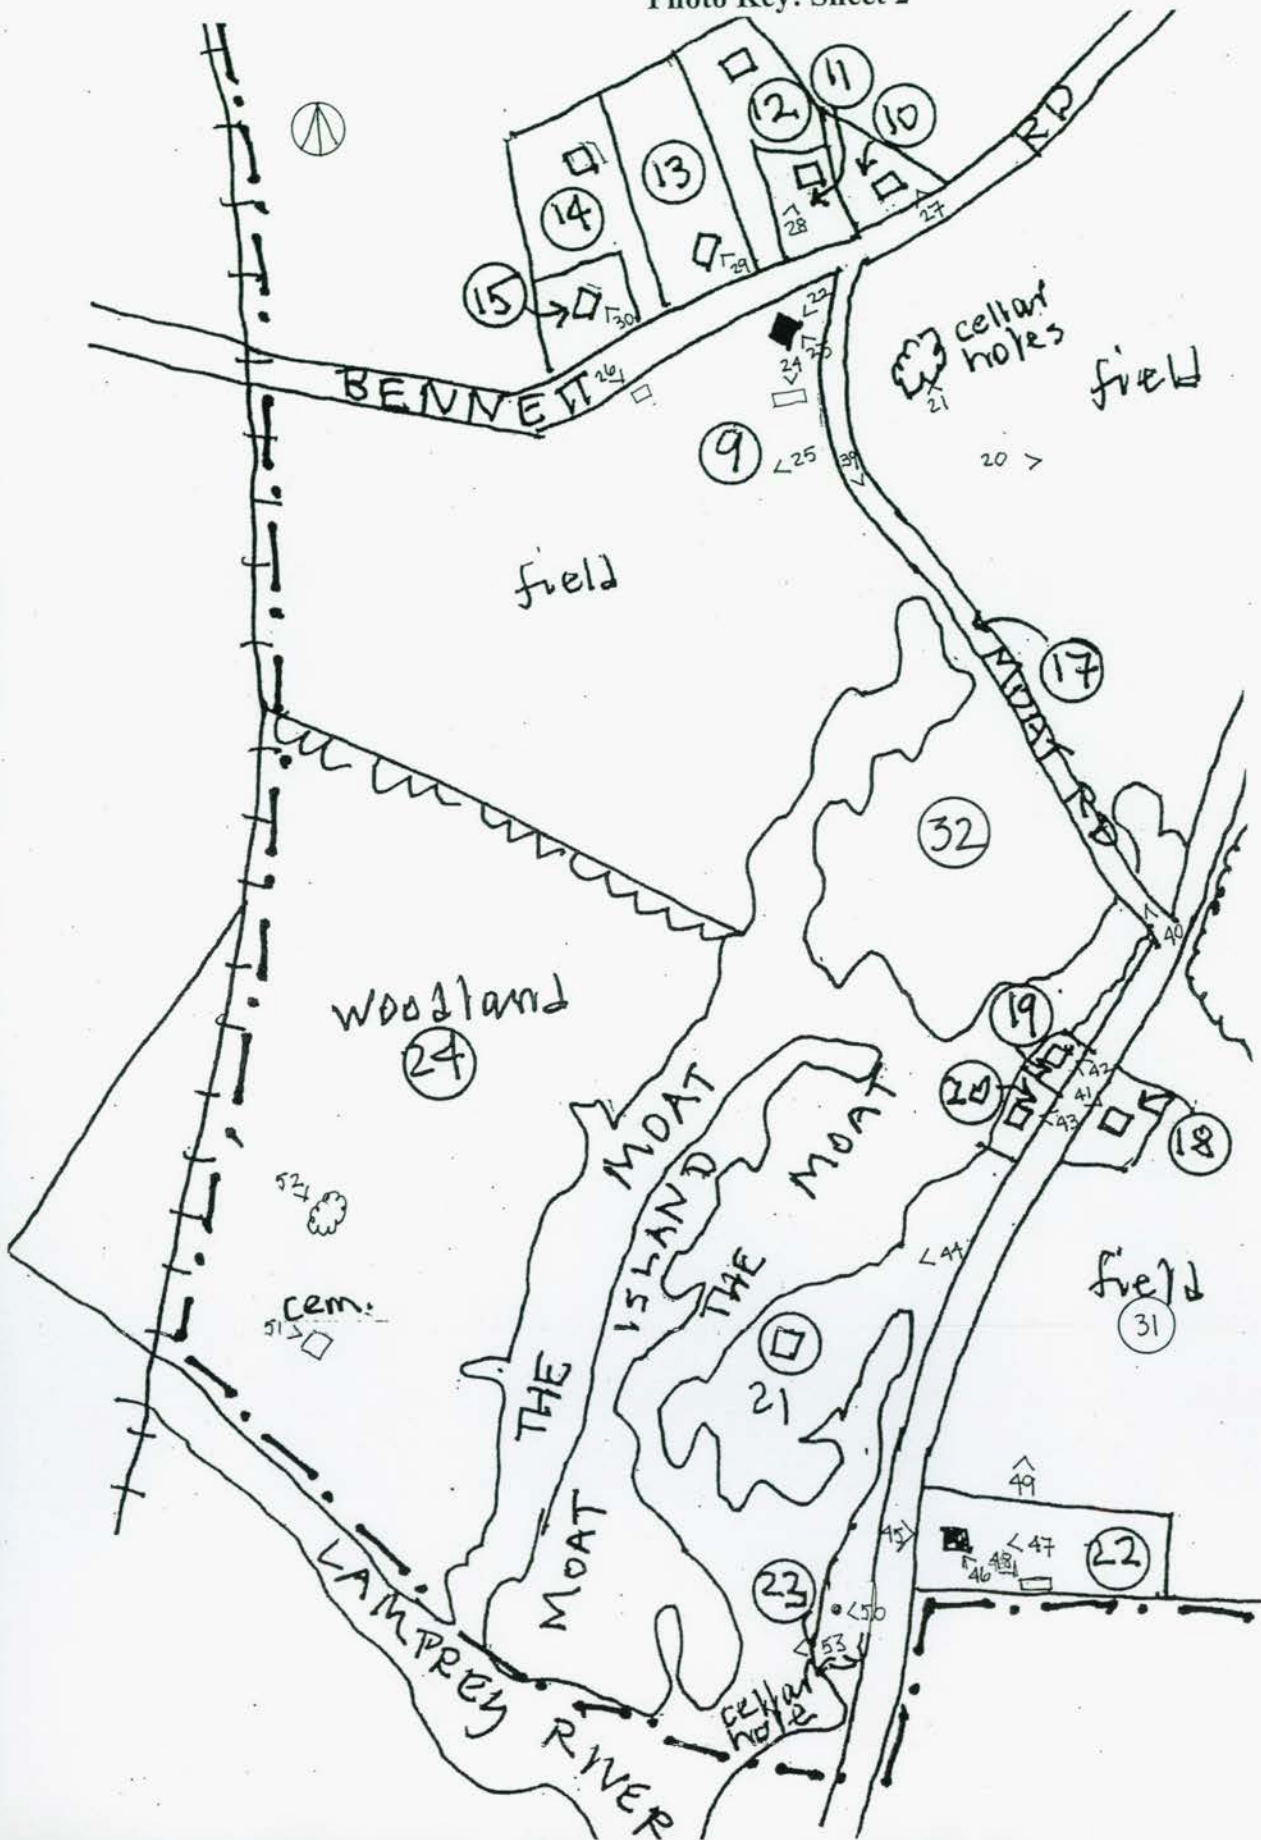 Photo Key: Sheet 2
11
12
10
RD
13
14
28
27
29
15
30
22
23
24
cellar
holes
21
field
BENNETT
26
9
25
39
20
field
17
MOAT RD
32
40
woodland
24
19
42
20
41
43
18
THE MOAT
ISLAND
THE MOAT
52
44
field
31
cem.
51
21
49
45
47
46
48
22
MOAT
23
50
53
cellar
hole
LAMPREY RIVER